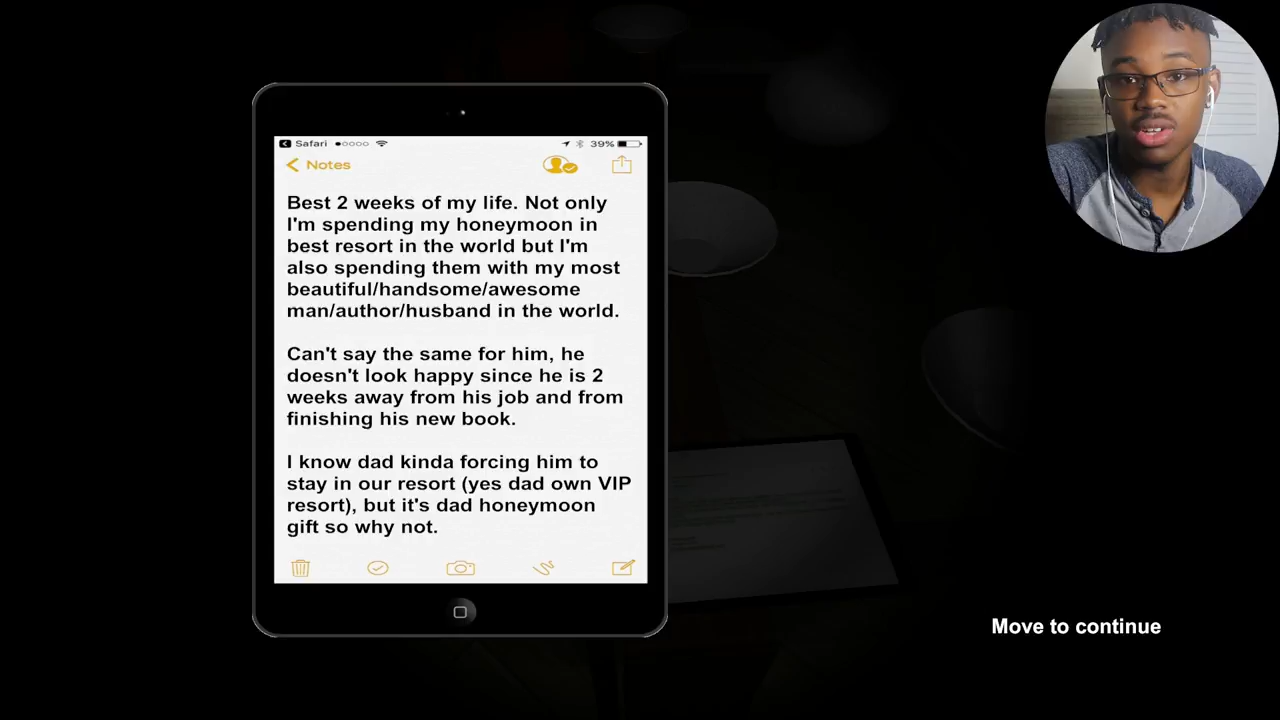 Safari
39%
Notes
Best 2 weeks of my life. Not only
I'm spending my honeymoon in
best resort in the world but I'm
also spending them with my most
beautiful/handsome/awesome
man/author/husband in the world.
Can't say the same for him, he
doesn't look happy since he is 2
weeks away from his job and from
finishing his new book.
I know dad kinda forcing him to
stay in our resort (yes dad own VIP
resort), but it's dad honeymoon
gift so why not.
Move to continue